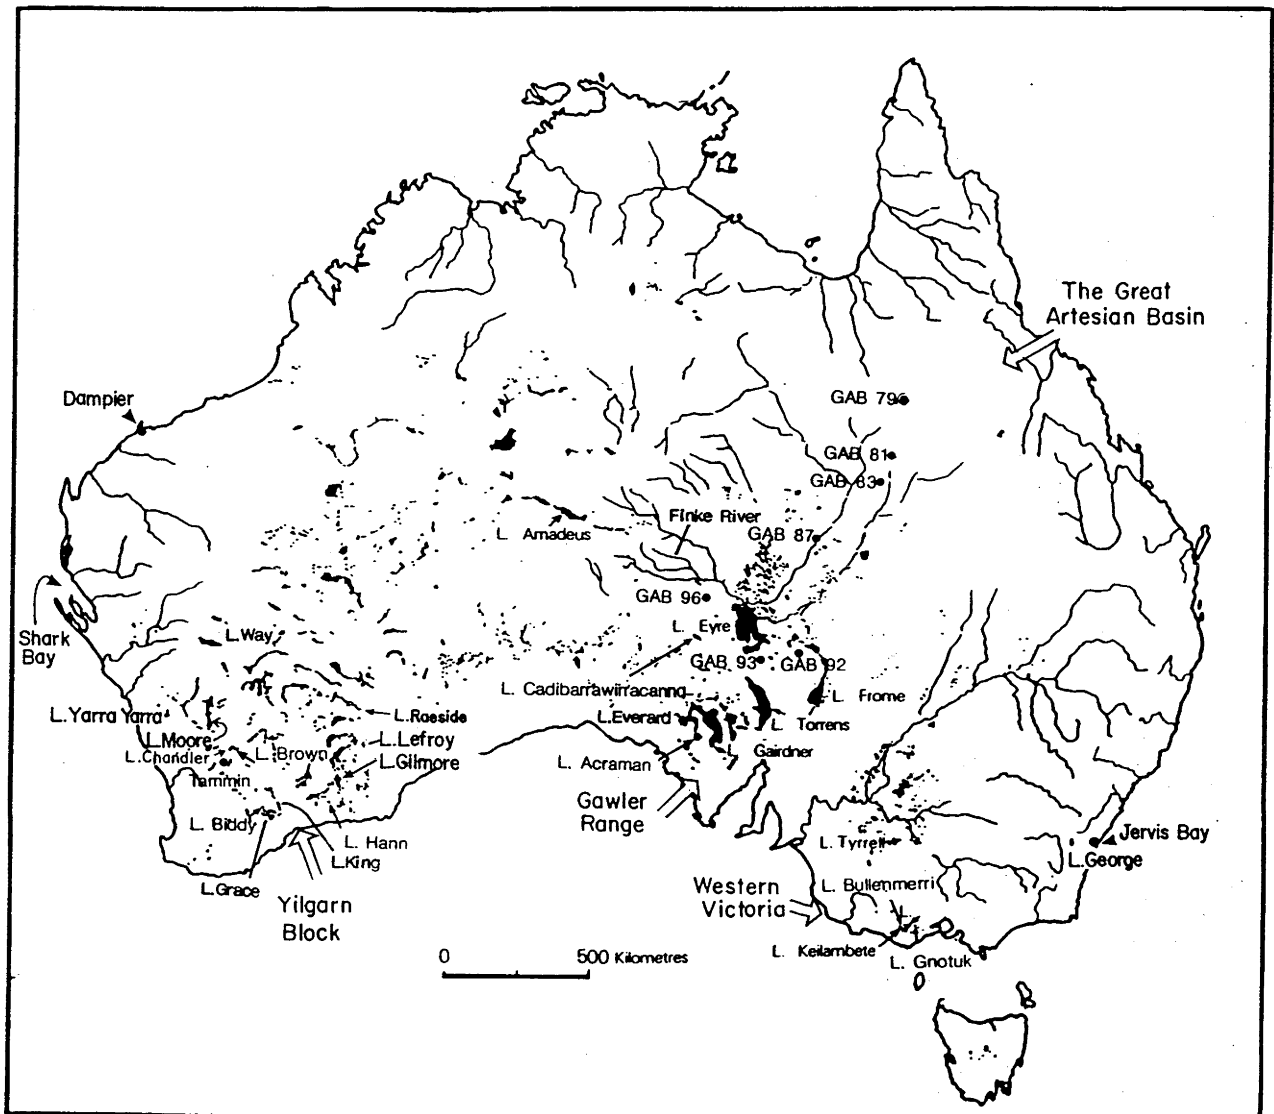 The Great
Artesian Basin
Dampier
GAB 79
GAB 81
GAB 83
Finke River
L. Amadeus
GAB 87
GAB 96
L. Eyre
Shark
Bay
L.Way
GAB 93
GAB 92
L. Cadibarrawirracanna
L. Frome
L.Yarra Yarra
L.Raeside
L.Everard
L. Torrens
L.Moore
L.Lefroy
L.Chandler
L. Brown
L. Gairdner
L.Gilmore
L. Acraman
Tammin
Gawler
Range
L. Biddy
L. Hann
L. Tyrrell
Jervis Bay
L.King
L.George
L.Grace
Western
Victoria
L. Bullenmerri
Yilgarn
Block
L. Keilambete
L. Gnotuk
0 500 Kilometres